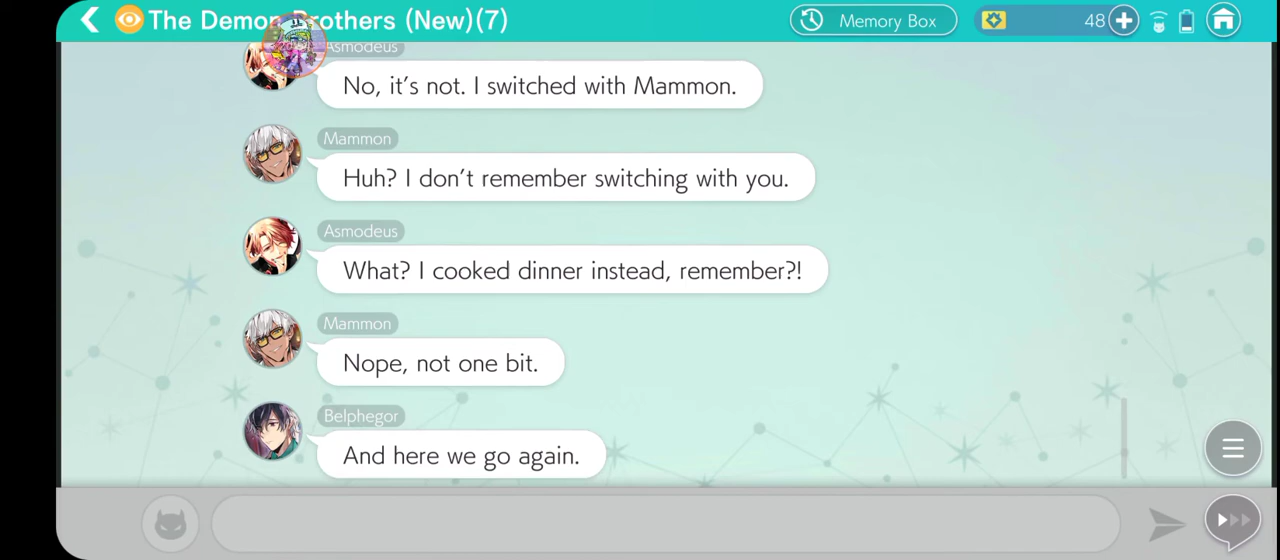 The Demon Brothers (New)(7)
Memory Box
48
Asmodeus
No, it's not. I switched with Mammon.
Mammon
Huh? I don't remember switching with you.
Asmodeus
What? I cooked dinner instead, remember?!
Mammon
Nope, not one bit.
Belphegor
And here we go again.